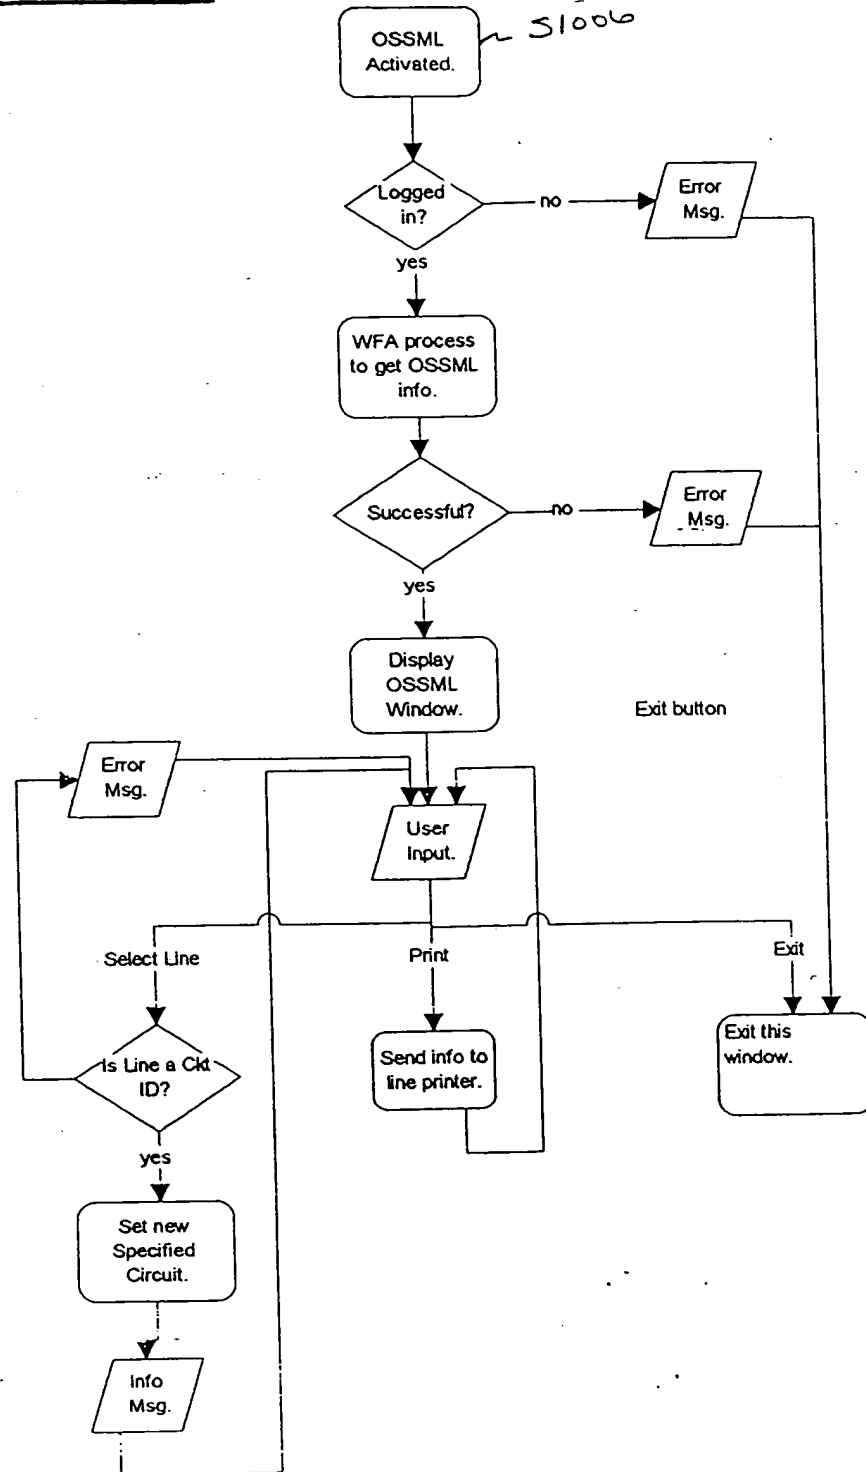 OSSML
Activated.
S1006
Logged
in?
no
Error
Msg.
yes
WFA process
to get OSSML
info.
Successful?
no
Error
Msg.
yes
Display
OSSML
Window.
Exit button
Error
Msg.
User
Input.
Select Line
Print
Exit
Is Line a Ckt
ID?
Send info to
line printer.
Exit this
window.
yes
Set new
Specified
Circuit.
Info
Msg.